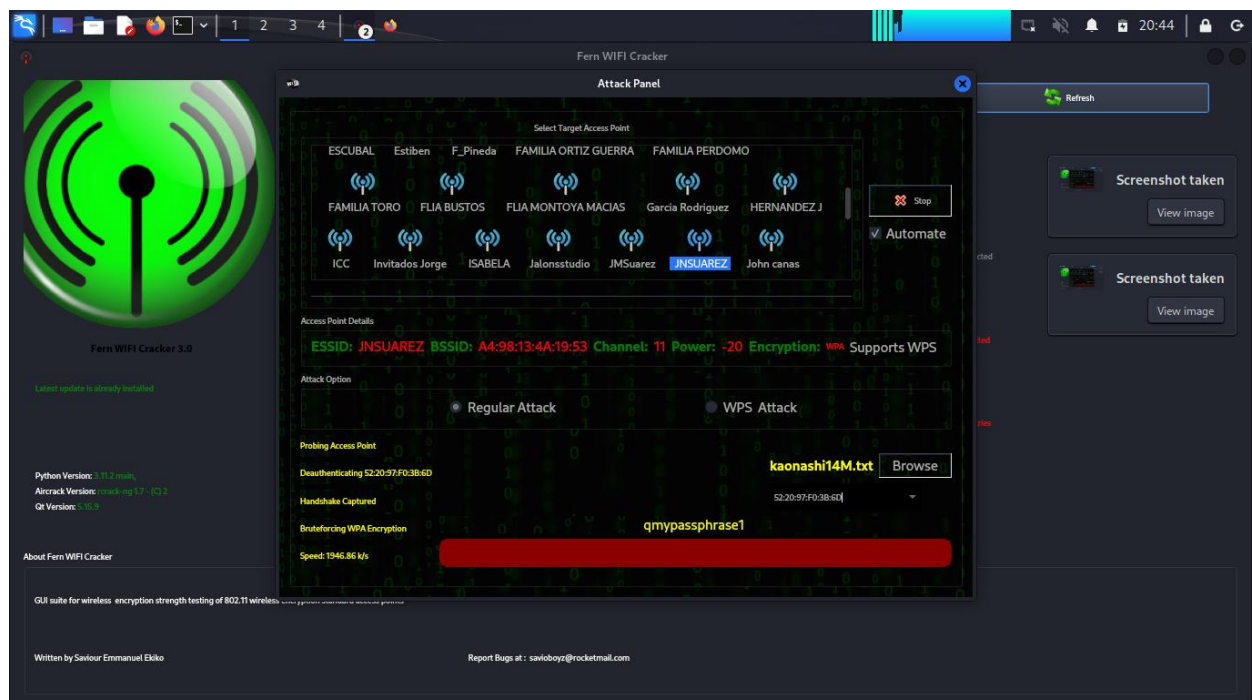 1 2 3 4 2 20:44
Fern WIFI Cracker
Attack Panel
Refresh
Select Target Access Point
ESCUBAL Estiben F_Pineda FAMILIA ORTIZ GUERRA FAMILIA PERDOMO
FAMILIA TORO FLIA BUSTOS FLIA MONTOYA MACIAS Garcia Rodriguez HERNANDEZ J
ICC Invitados Jorge ISABELA Jalonsstudio JMSuarez JNSUAREZ John canas
Stop
Automate
Screenshot taken
View image
Screenshot taken
View image
cted
Access Point Details
ESSID: JNSUAREZ BSSID: A4:98:13:4A:19:53 Channel: 11 Power: -20 Encryption: WPA Supports WPS
ted
Attack Option
Regular Attack WPS Attack
ries
Fern WIFI Cracker 3.0
Latest update is already installed
Probing Access Point
Deauthenticating 52:20:97:F0:3B:6D
kaonashi14M.txt Browse
Handshake Captured
52:20:97:F0:3B:6D
Bruteforcing WPA Encryption
qmypassphrase1
Speed: 1946.86 k/s
Python Version: 3.11.2 main,
Aircrack Version: rcrack-ng 1.7 - (C) 2
Qt Version: 5.15.9
About Fern WIFI Cracker
GUI suite for wireless encryption strength testing of 802.11 wireless encryption standard access points
Written by Saviour Emmanuel Ekiko
Report Bugs at : savioboyz@rocketmail.com